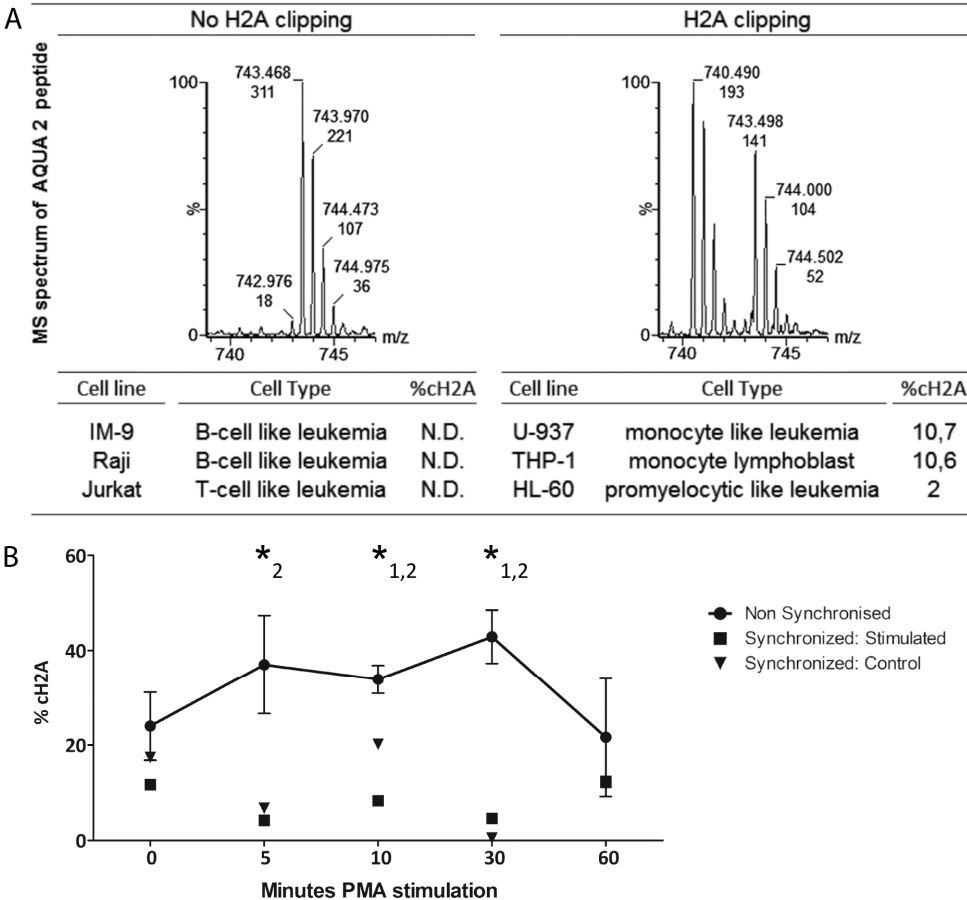 A
No H2A clipping
H2A clipping
MS spectrum of AQUA 2 peptide
100
%
0
743.468
311
743.970
221
744.473
107
742.976
18
744.975
36
740
745
m/z
100
%
0
740.490
193
743.498
141
744.000
104
744.502
52
740
745
m/z
Cell line Cell Type %cH2A Cell line Cell Type %cH2A
IM-9 B-cell like leukemia N.D. U-937 monocyte like leukemia 10,7
Raji B-cell like leukemia N.D. THP-1 monocyte lymphoblast 10,6
Jurkat T-cell like leukemia N.D. HL-60 promyelocytic like leukemia 2
B
60
40
20
0
% cH2A
*2
*1,2
*1,2
Non Synchronised
Synchronized: Stimulated
Synchronized: Control
0 5 10 30 60
Minutes PMA stimulation